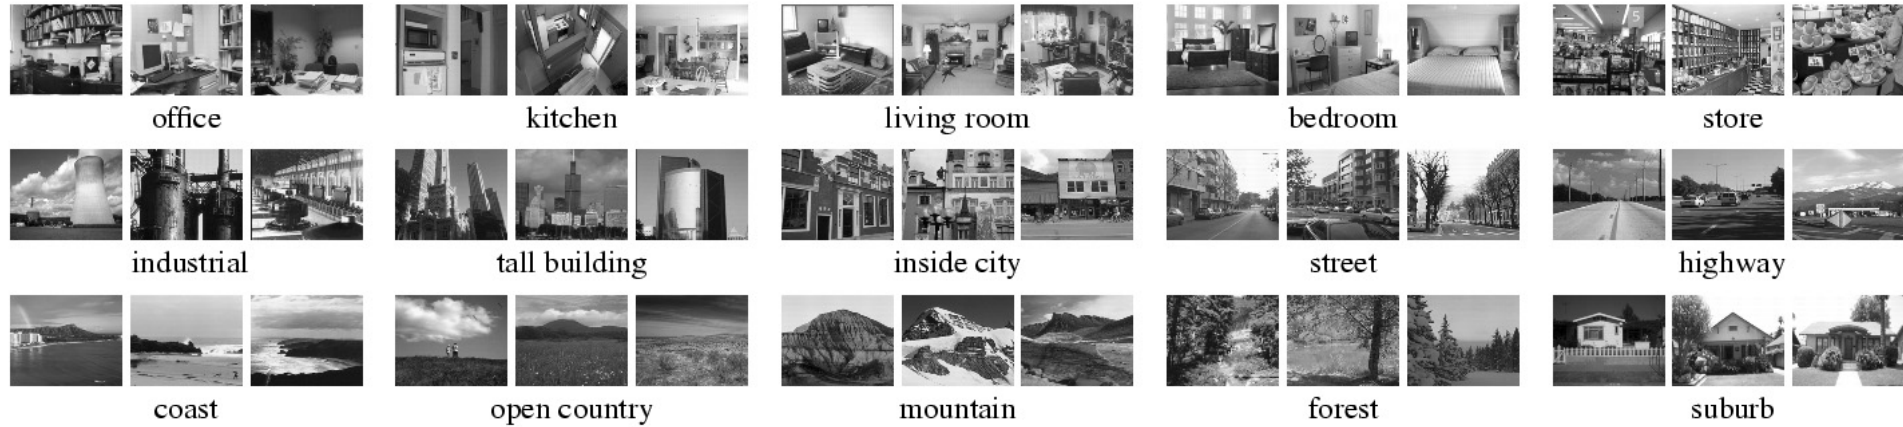 office
kitchen
living room
bedroom
store
5
industrial
tall building
inside city
street
highway
coast
open country
mountain
forest
suburb